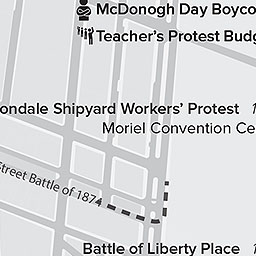 McDonogh Day Boyco
Teacher's Protest Budg
ondale Shipyard Workers' Protest 1
Moriel Convention Ce
Street Battle of 1874
Battle of Liberty Place 1